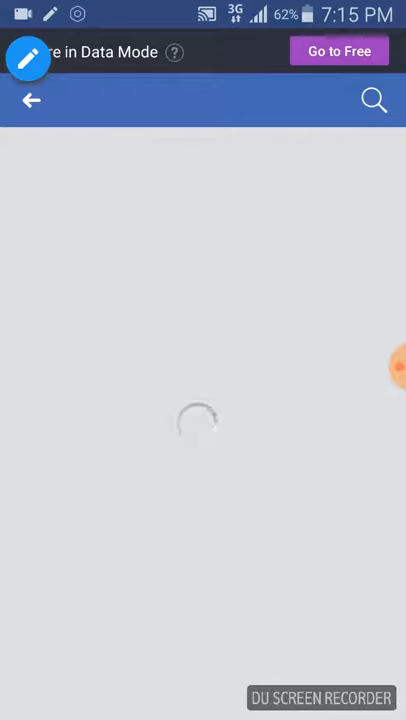 3G 62% 7:15 PM
re in Data Mode ? Go to Free
DU SCREEN RECORDER